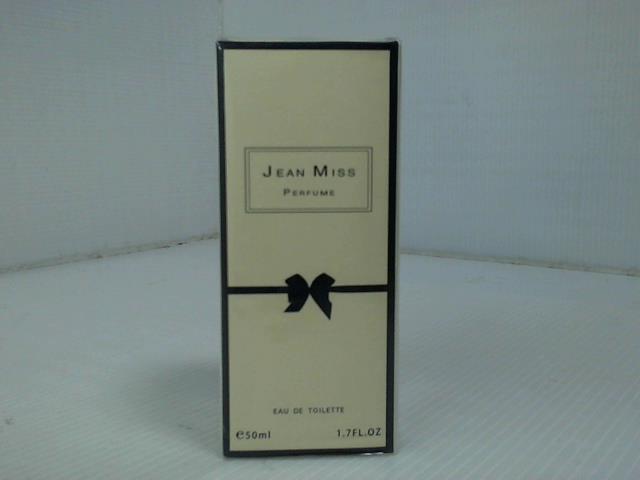 JEAN MISS
PERFUME
EAU DE TOILETTE
℮50ml 1.7FL.OZ